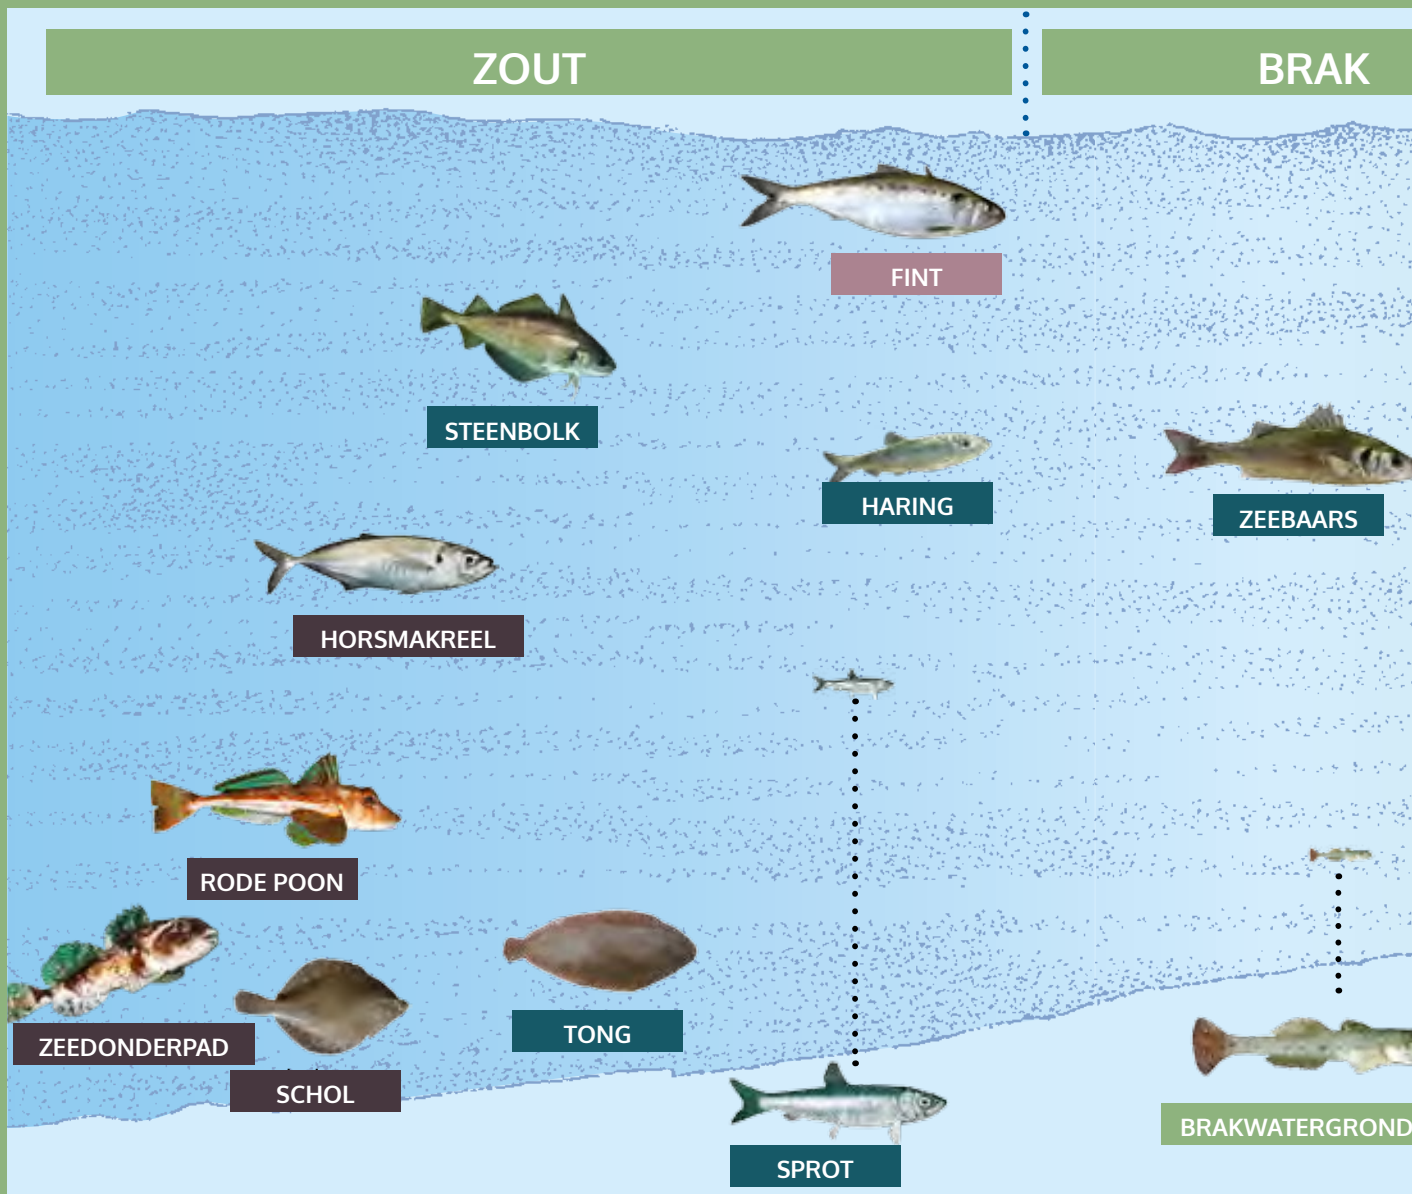 ZOUT
BRAK
FINT
STEENBOLK
HARING
ZEEBAARS
HORSMAKREEL
RODE POON
ZEEDONDERPAD
TONG
SCHOL
SPROT
BRAKWATERGROND